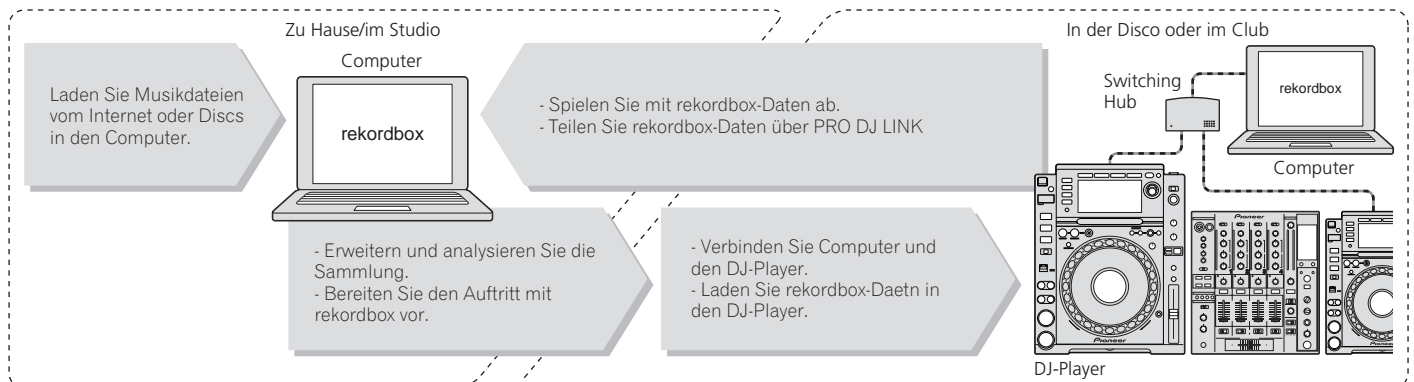 Zu Hause/im Studio
Computer
Laden Sie Musikdateien
vom Internet oder Discs
in den Computer.
rekordbox
- Spielen Sie mit rekordbox-Daten ab.
- Teilen Sie rekordbox-Daten über PRO DJ LINK
- Erweitern und analysieren Sie die
Sammlung.
- Bereiten Sie den Auftritt mit
rekordbox vor.
- Verbinden Sie Computer und
den DJ-Player.
- Laden Sie rekordbox-Daetn in
den DJ-Player.
In der Disco oder im Club
Switching
Hub
rekordbox
Computer
Pioneer
Pioneer
DJ-Player